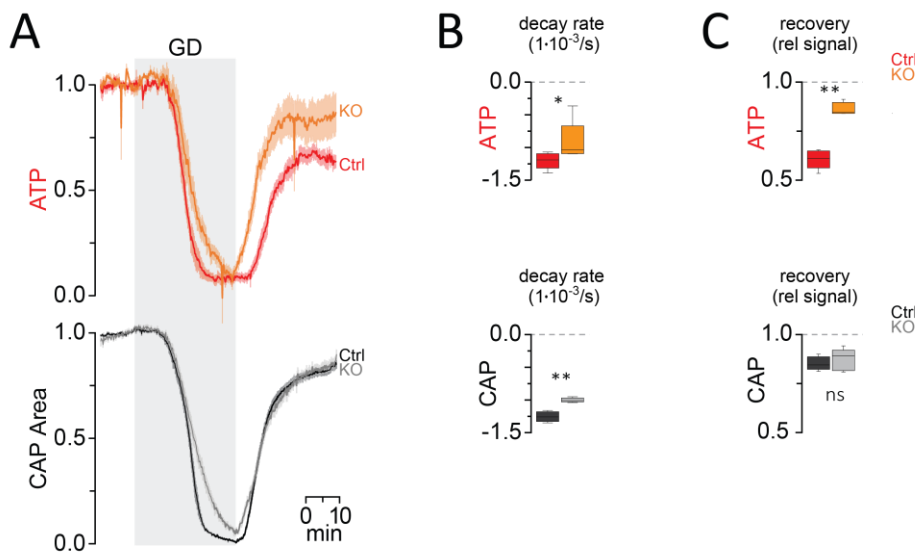 A
GD
1.0
0.5
0.0
ATP
KO
Ctrl
1.0
0.5
0.0
CAP Area
Ctrl
KO
0 10
min
B
decay rate
(1·10⁻³/s)
0.0
-1.5
ATP
*
decay rate
(1·10⁻³/s)
0.0
-1.5
CAP
**
C
recovery
(rel signal)
1.0
0.5
ATP
**
Ctrl
KO
recovery
(rel signal)
1.0
0.5
CAP
ns
Ctrl
KO